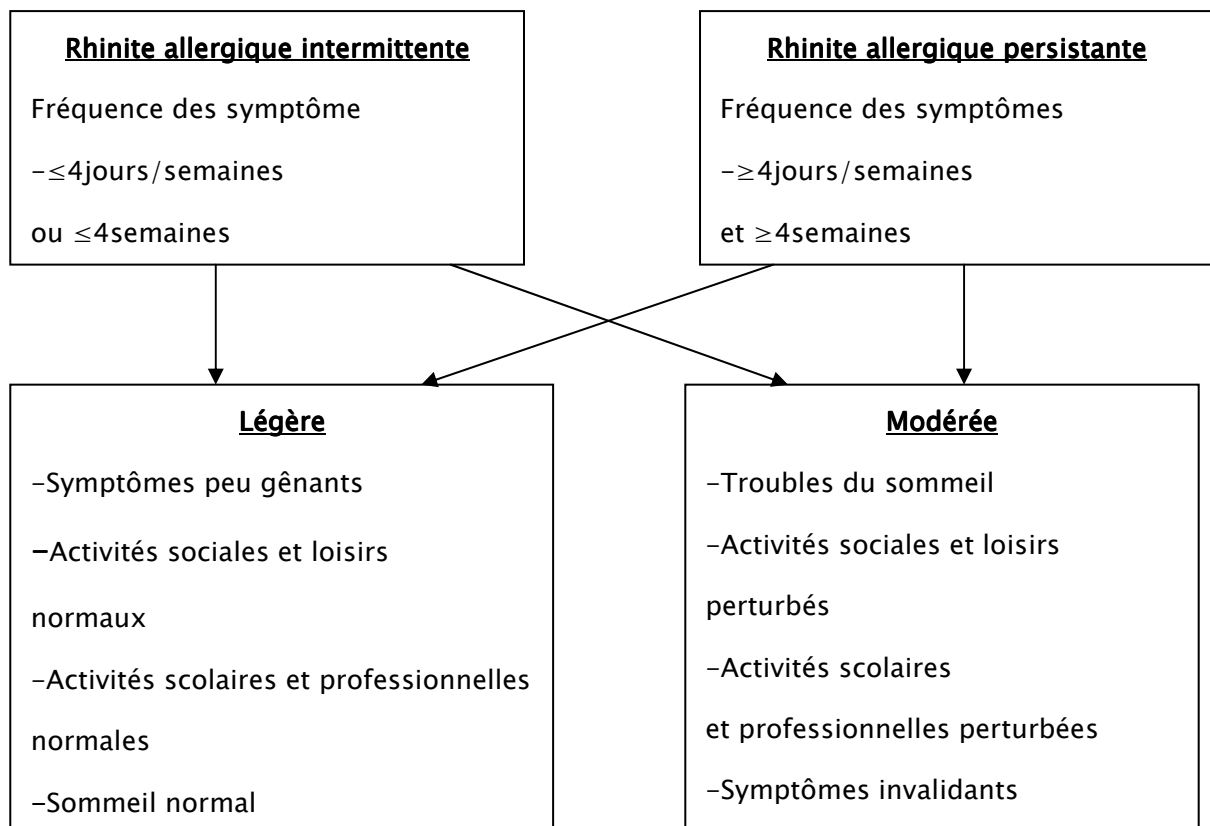 Rhinite allergique intermittente
Fréquence des symptôme
-≤4jours/semaines
ou ≤4semaines
Rhinite allergique persistante
Fréquence des symptômes
-≥4jours/semaines
et ≥4semaines
Légère
-Symptômes peu gênants
-Activités sociales et loisirs
normaux
-Activités scolaires et professionnelles
normales
-Sommeil normal
Modérée
-Troubles du sommeil
-Activités sociales et loisirs
perturbés
-Activités scolaires
et professionnelles perturbées
-Symptômes invalidants